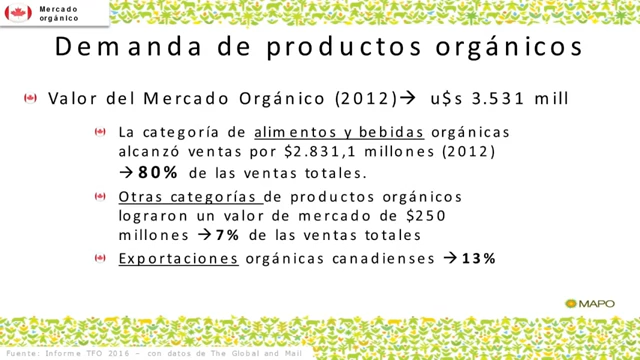 Mercado
orgánico
Demanda de productos orgánicos
Valor del Mercado Orgánico (2012)→ u$s 3.531 mill
La categoría de alimentos y bebidas orgánicas
alcanzó ventas por $2.831,1 millones (2012)
→ 80% de las ventas totales.
Otras categorías de productos orgánicos
lograron un valor de mercado de $250
millones → 7% de las ventas totales
Exportaciones orgánicas canadienses → 13%
MAPO
Fuente: Informe TFO 2016 – con datos de The Global and Mail